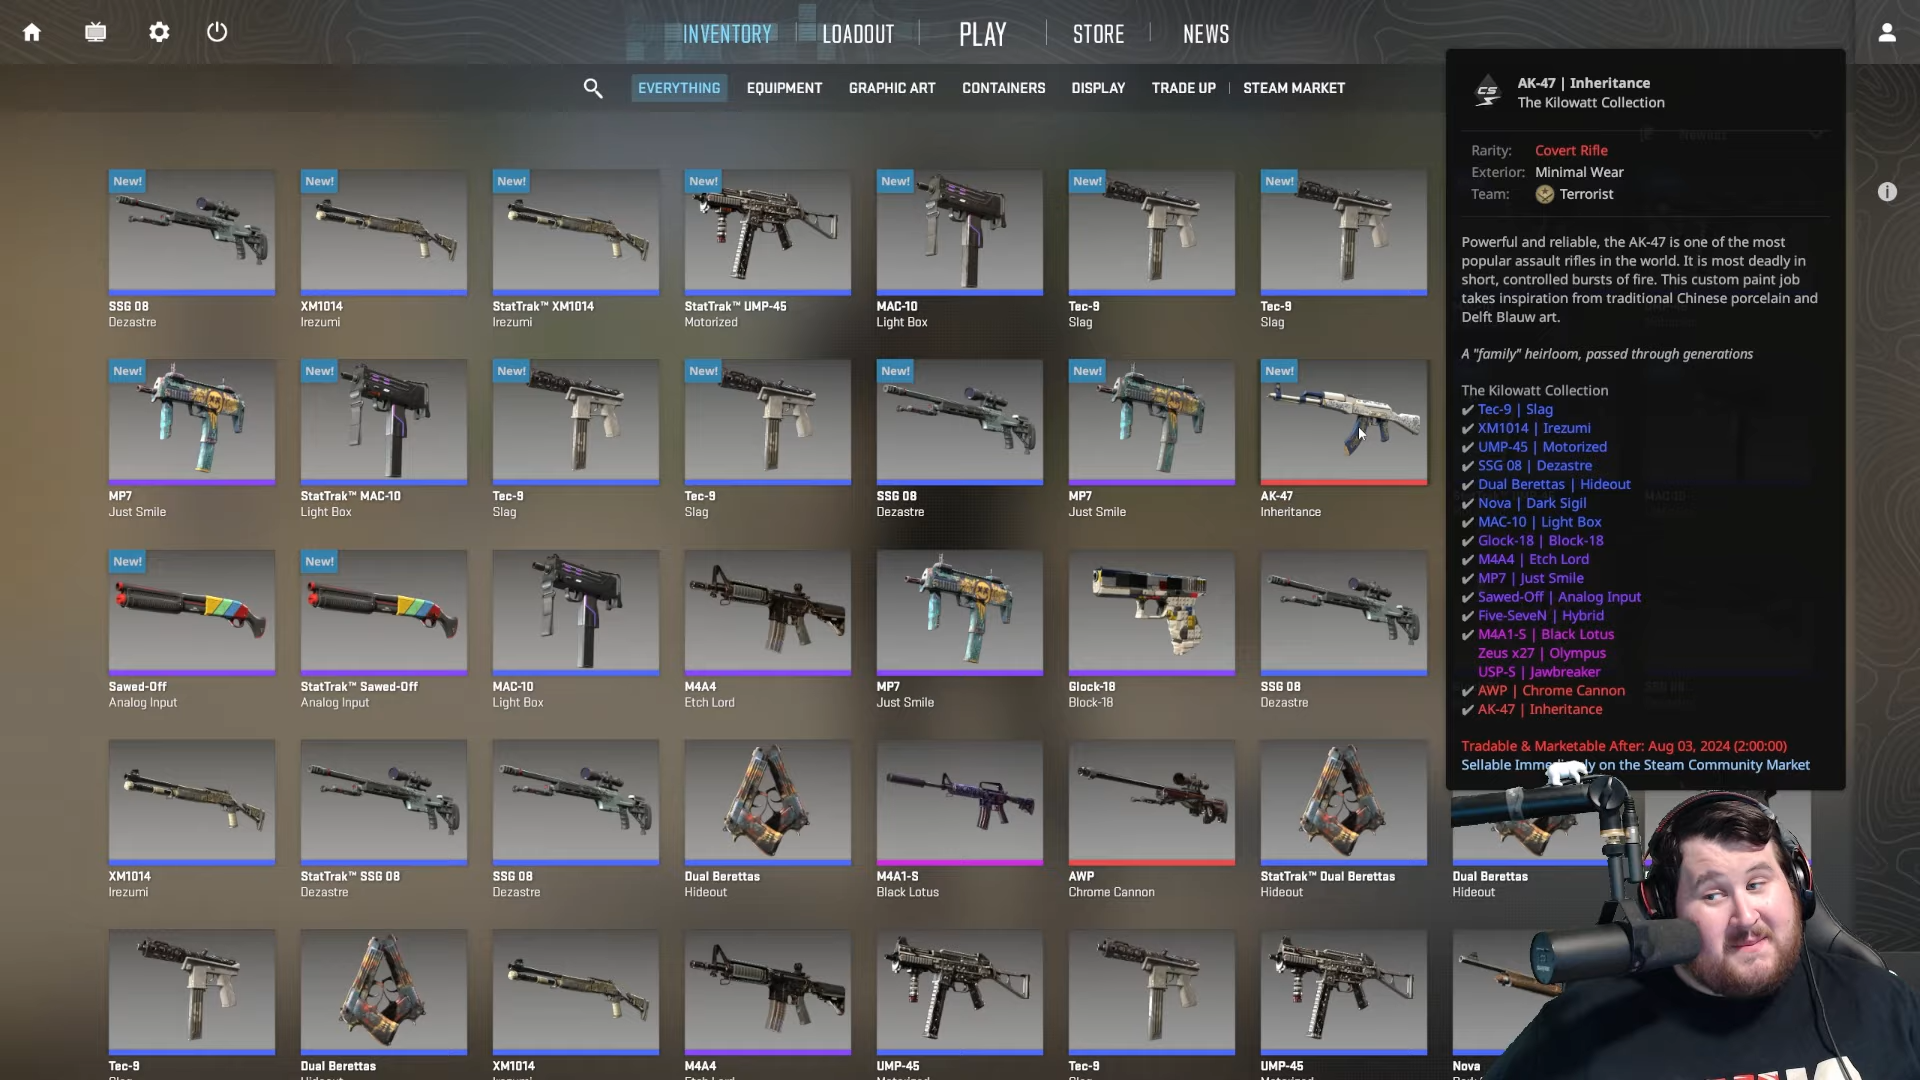 INVENTORY
LOADOUT
PLAY
STORE
NEWS
EVERYTHING
EQUIPMENT
GRAPHIC ART
CONTAINERS
DISPLAY
TRADE UP
STEAM MARKET
CS
AK-47 | Inheritance
The Kilowatt Collection
Rarity: Covert Rifle
Exterior: Minimal Wear
Team: Terrorist
Powerful and reliable, the AK-47 is one of the most
popular assault rifles in the world. It is most deadly in
short, controlled bursts of fire. This custom paint job
takes inspiration from traditional Chinese porcelain and
Delft Blauw art.
A "family" heirloom, passed through generations
The Kilowatt Collection
✔ Tec-9 | Slag
✔ XM1014 | Irezumi
✔ UMP-45 | Motorized
✔ SSG 08 | Dezastre
✔ Dual Berettas | Hideout
✔ Nova | Dark Sigil
✔ MAC-10 | Light Box
✔ Glock-18 | Block-18
✔ M4A4 | Etch Lord
✔ MP7 | Just Smile
✔ Sawed-Off | Analog Input
✔ Five-SeveN | Hybrid
✔ M4A1-S | Black Lotus
Zeus x27 | Olympus
USP-S | Jawbreaker
✔ AWP | Chrome Cannon
✔ AK-47 | Inheritance
Tradable & Marketable After: Aug 03, 2024 (2:00:00)
Sellable on the Steam Community Market
New!
SSG 08
Dezastre
New!
XM1014
Irezumi
New!
StatTrak™ XM1014
Irezumi
New!
StatTrak™ UMP-45
Motorized
New!
MAC-10
Light Box
New!
Tec-9
Slag
New!
Tec-9
Slag
New!
MP7
Just Smile
New!
StatTrak™ MAC-10
Light Box
New!
Tec-9
Slag
New!
Tec-9
Slag
New!
SSG 08
Dezastre
New!
MP7
Just Smile
New!
AK-47
Inheritance
New!
Sawed-Off
Analog Input
New!
StatTrak™ Sawed-Off
Analog Input
MAC-10
Light Box
M4A4
Etch Lord
MP7
Just Smile
Glock-18
Block-18
SSG 08
Dezastre
XM1014
Irezumi
StatTrak™ SSG 08
Dezastre
SSG 08
Dezastre
Dual Berettas
Hideout
M4A1-S
Black Lotus
AWP
Chrome Cannon
StatTrak™ Dual Berettas
Hideout
Dual Berettas
Hideout
Tec-9
Dual Berettas
XM1014
M4A4
UMP-45
Tec-9
UMP-45
Nova